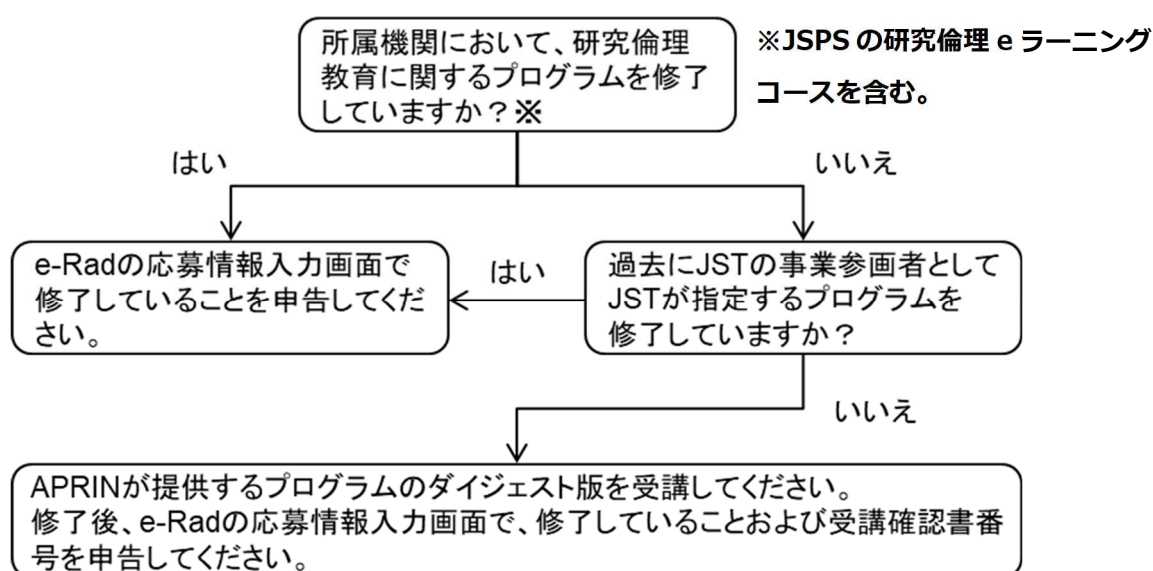 所属機関において、研究倫理
教育に関するプログラムを修了
していますか？※
※JSPS の研究倫理 e ラーニング
コースを含む。
はい
いいえ
e-Radの応募情報入力画面で
修了していることを申告してくだ
さい。
はい
過去にJSTの事業参画者として
JSTが指定するプログラムを
修了していますか？
いいえ
APRINが提供するプログラムのダイジェスト版を受講してください。
修了後、e-Radの応募情報入力画面で、修了していることおよび受講確認書番
号を申告してください。